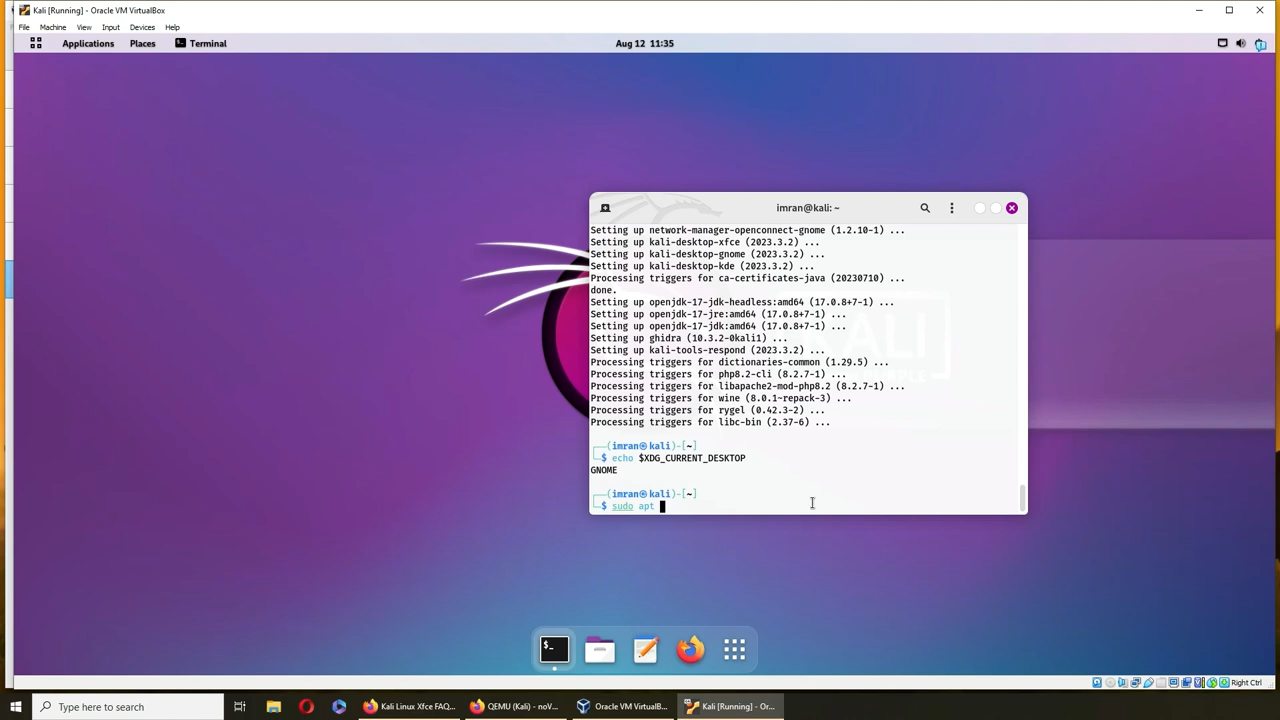 Kali [Running] - Oracle VM VirtualBox
File Machine View Input Devices Help
Applications Places Terminal Aug 12 11:35
imran@kali: ~
Setting up network-manager-openconnect-gnome (1.2.10-1) ...
Setting up kali-desktop-xfce (2023.3.2) ...
Setting up kali-desktop-gnome (2023.3.2) ...
Setting up kali-desktop-kde (2023.3.2) ...
Processing triggers for ca-certificates-java (20230710) ...
done.
Setting up openjdk-17-jdk-headless:amd64 (17.0.8+7-1) ...
Setting up openjdk-17-jre:amd64 (17.0.8+7-1) ...
Setting up openjdk-17-jdk:amd64 (17.0.8+7-1) ...
Setting up ghidra (10.3.2-0kali1) ...
Setting up kali-tools-respond (2023.3.2) ...
Processing triggers for dictionaries-common (1.29.5) ...
Processing triggers for php8.2-cli (8.2.7-1) ...
Processing triggers for libapache2-mod-php8.2 (8.2.7-1) ...
Processing triggers for wine (8.0.1~repack-3) ...
Processing triggers for rygel (0.42.3-2) ...
Processing triggers for libc-bin (2.37-6) ...
┌──(imran㉿kali)-[~]
└─$ echo $XDG_CURRENT_DESKTOP
GNOME
┌──(imran㉿kali)-[~]
└─$ sudo apt
KALI
Right Ctrl
Type here to search
Kali Linux Xfce FAQ...
QEMU (Kali) - noV...
Oracle VM VirtualB...
Kali [Running] - Or...